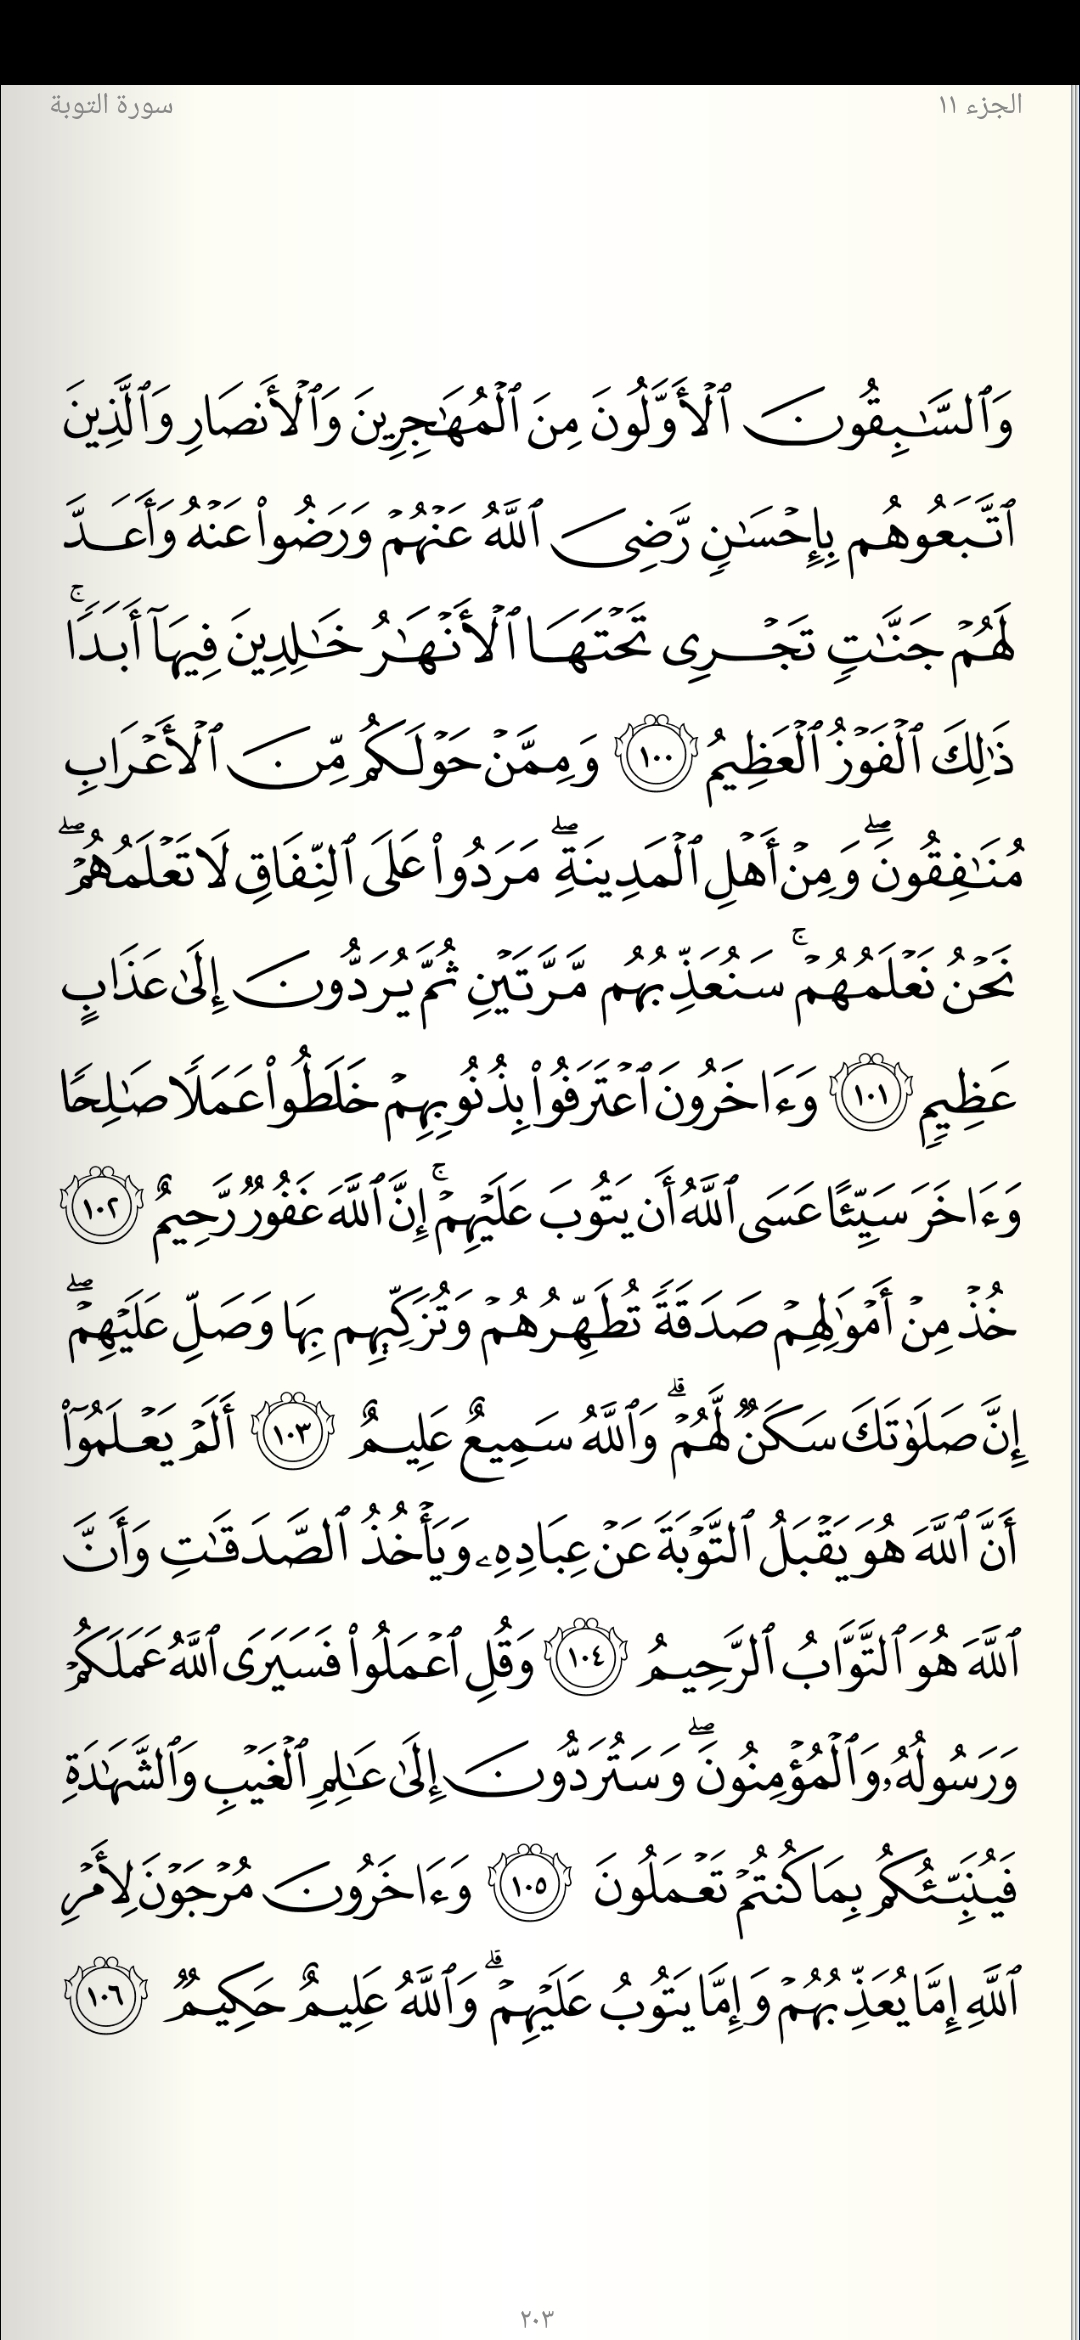 الجزء ١١
سورة التوبة
وَٱلسَّٰبِقُونَ ٱلْأَوَّلُونَ مِنَ ٱلْمُهَٰجِرِينَ وَٱلْأَنصَارِ وَٱلَّذِينَ
ٱتَّبَعُوهُم بِإِحْسَٰنٍ رَّضِىَ ٱللَّهُ عَنْهُمْ وَرَضُوا۟ عَنْهُ وَأَعَدَّ
لَهُمْ جَنَّٰتٍ تَجْرِى تَحْتَهَا ٱلْأَنْهَٰرُ خَٰلِدِينَ فِيهَآ أَبَدًا ۚ
ذَٰلِكَ ٱلْفَوْزُ ٱلْعَظِيمُ ١٠٠ وَمِمَّنْ حَوْلَكُم مِّنَ ٱلْأَعْرَابِ
مُنَٰفِقُونَ ۖ وَمِنْ أَهْلِ ٱلْمَدِينَةِ ۖ مَرَدُوا۟ عَلَى ٱلنِّفَاقِ لَا تَعْلَمُهُمْ ۖ
نَحْنُ نَعْلَمُهُمْ ۚ سَنُعَذِّبُهُم مَّرَّتَيْنِ ثُمَّ يُرَدُّونَ إِلَىٰ عَذَابٍ
عَظِيمٍ ١٠١ وَءَاخَرُونَ ٱعْتَرَفُوا۟ بِذُنُوبِهِمْ خَلَطُوا۟ عَمَلًا صَٰلِحًا
وَءَاخَرَ سَيِّئًا عَسَى ٱللَّهُ أَن يَتُوبَ عَلَيْهِمْ ۚ إِنَّ ٱللَّهَ غَفُورٌ رَّحِيمٌ ١٠٢
خُذْ مِنْ أَمْوَٰلِهِمْ صَدَقَةً تُطَهِّرُهُمْ وَتُزَكِّيهِم بِهَا وَصَلِّ عَلَيْهِمْ ۖ
إِنَّ صَلَوٰتَكَ سَكَنٌ لَّهُمْ ۗ وَٱللَّهُ سَمِيعٌ عَلِيمٌ ١٠٣ أَلَمْ يَعْلَمُوٓا۟
أَنَّ ٱللَّهَ هُوَ يَقْبَلُ ٱلتَّوْبَةَ عَنْ عِبَادِهِۦ وَيَأْخُذُ ٱلصَّدَقَٰتِ وَأَنَّ
ٱللَّهَ هُوَ ٱلتَّوَّابُ ٱلرَّحِيمُ ١٠٤ وَقُلِ ٱعْمَلُوا۟ فَسَيَرَى ٱللَّهُ عَمَلَكُمْ
وَرَسُولُهُۥ وَٱلْمُؤْمِنُونَ ۖ وَسَتُرَدُّونَ إِلَىٰ عَٰلِمِ ٱلْغَيْبِ وَٱلشَّهَٰدَةِ
فَيُنَبِّئُكُم بِمَا كُنتُمْ تَعْمَلُونَ ١٠٥ وَءَاخَرُونَ مُرْجَوْنَ لِأَمْرِ
ٱللَّهِ إِمَّا يُعَذِّبُهُمْ وَإِمَّا يَتُوبُ عَلَيْهِمْ ۗ وَٱللَّهُ عَلِيمٌ حَكِيمٌ ١٠٦
٢٠٣